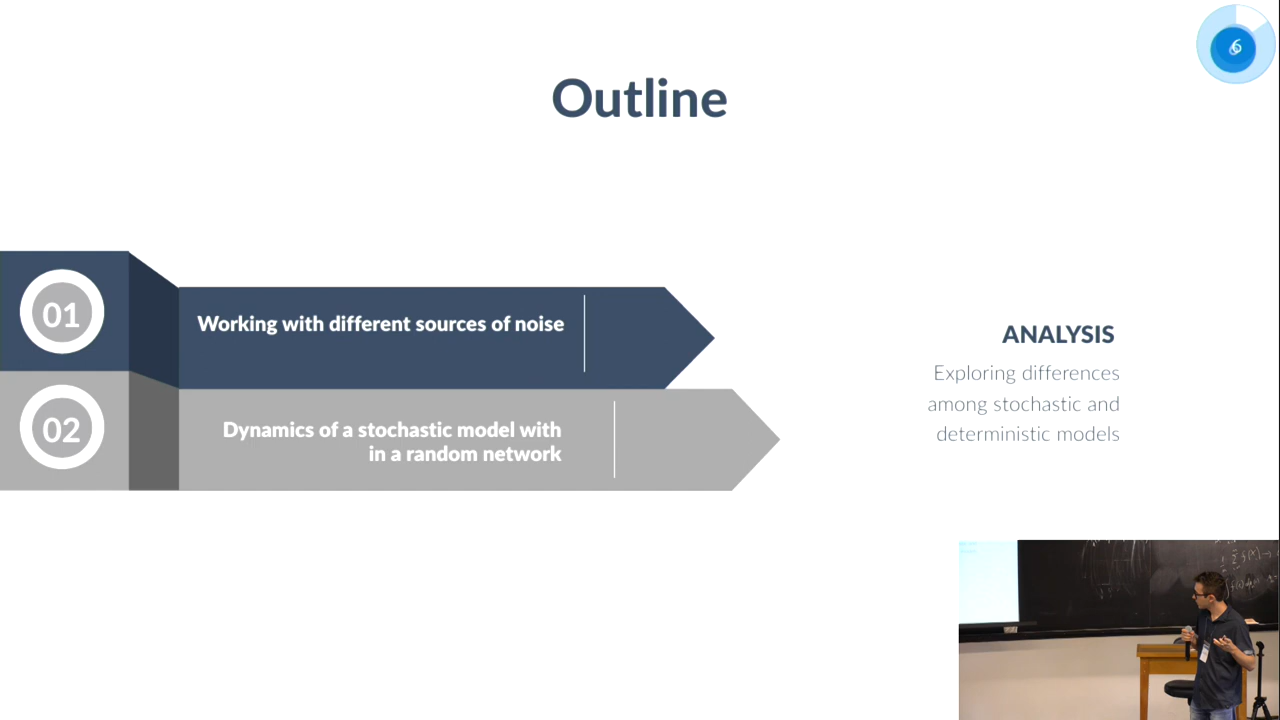 6
Outline
01
Working with different sources of noise
02
Dynamics of a stochastic model with
in a random network
ANALYSIS
Exploring differences
among stochastic and
deterministic models